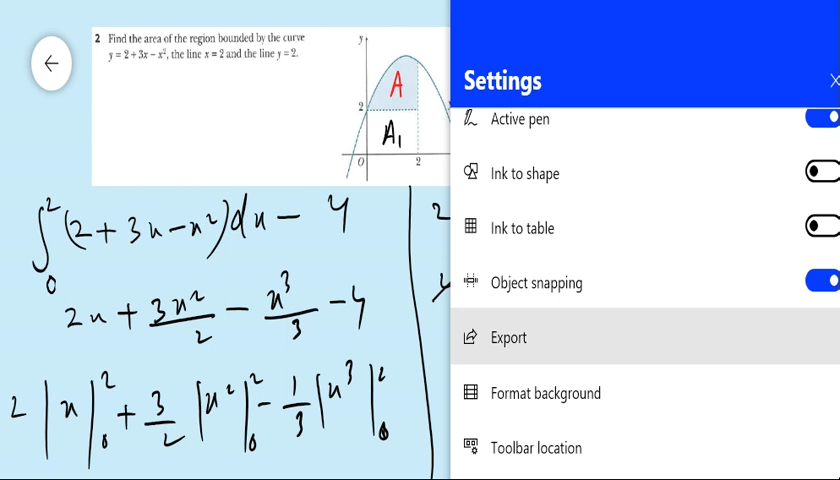 2 Find the area of the region bounded by the curve
y = 2 + 3x − x², the line x = 2 and the line y = 2.
y
A
2
A₁
O 2
∫₀² (2 + 3x − x²)dx − 4
2x + 3x²/2 − x³/3 − 4
2 |x|₀² + 3/2 |x²|₀² − 1/3 |x³|₀²
2
Settings
Active pen
Ink to shape
Ink to table
Object snapping
Export
Format background
Toolbar location